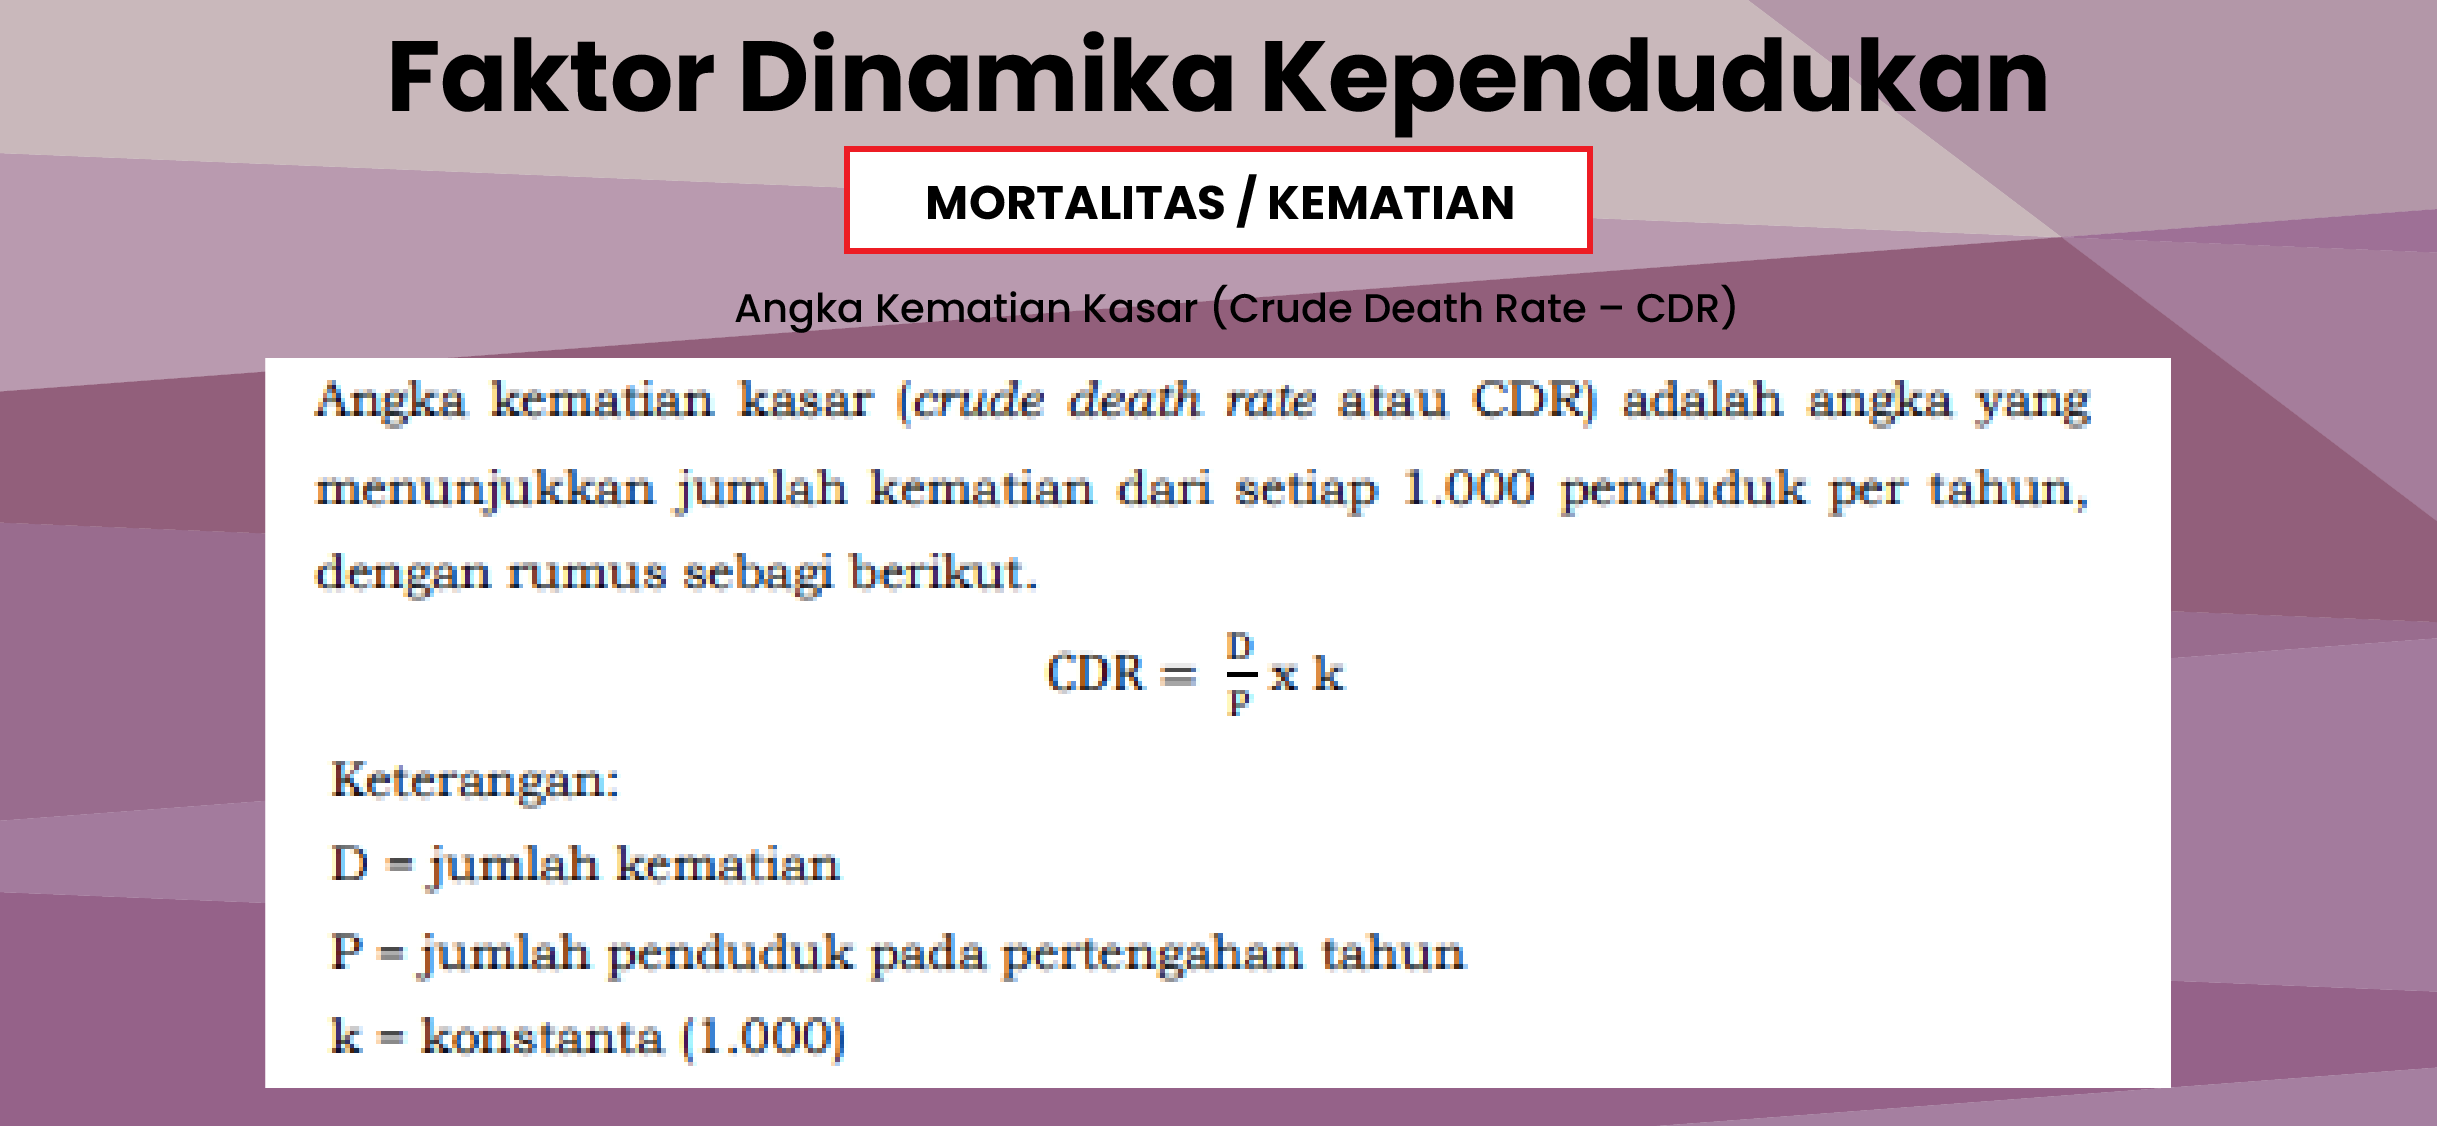 Faktor Dinamika Kependudukan
MORTALITAS / KEMATIAN
Angka Kematian Kasar (Crude Death Rate – CDR)
Angka kematian kasar (crude death rate atau CDR) adalah angka yang
menunjukkan jumlah kematian dari setiap 1.000 penduduk per tahun,
dengan rumus sebagi berikut.
CDR = D/P x k
Keterangan:
D = jumlah kematian
P = jumlah penduduk pada pertengahan tahun
k = konstanta (1.000)